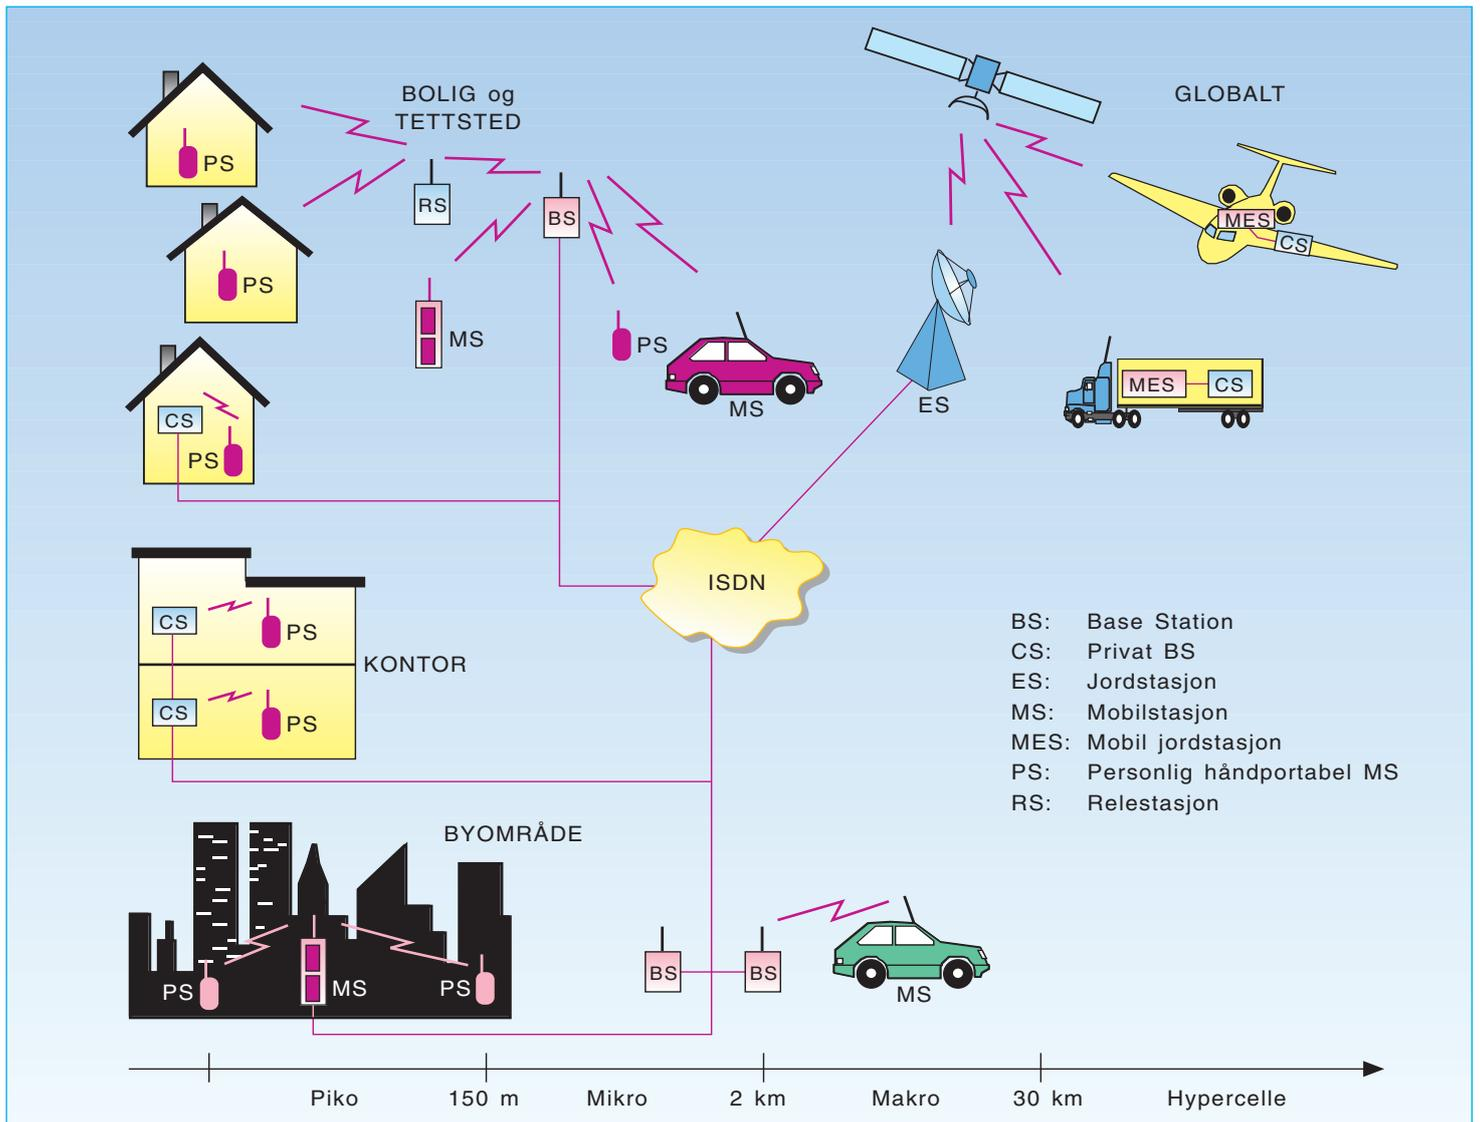 BOLIG og
TETTSTED
GLOBALT
PS
RS
BS
MES
CS
PS
MS
PS
MS
ES
MES
CS
CS
PS
ISDN
CS
PS
KONTOR
CS
PS
BS: Base Station
CS: Privat BS
ES: Jordstasjon
MS: Mobilstasjon
MES: Mobil jordstasjon
PS: Personlig håndportabel MS
RS: Relestasjon
BYOMRÅDE
PS
MS
PS
BS
BS
MS
Piko 150 m Mikro 2 km Makro 30 km Hypercelle